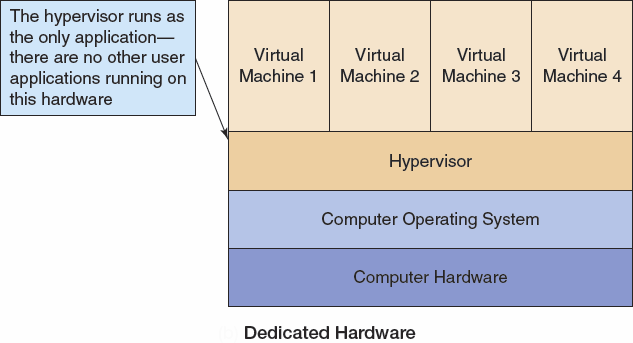 The hypervisor runs as
the only application—
there are no other user
applications running on
this hardware
Virtual
Machine 1
Virtual
Machine 2
Virtual
Machine 3
Virtual
Machine 4
Hypervisor
Computer Operating System
Computer Hardware
Dedicated Hardware